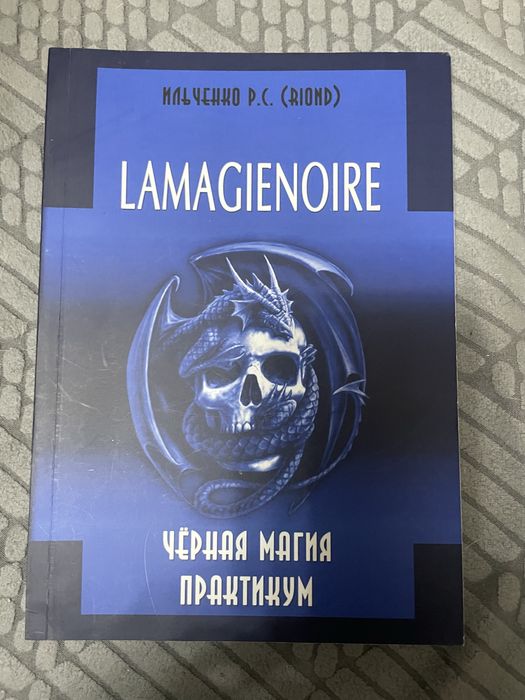 ИЛЬЧЕНКО Р.С. (RIOND)
LAMAGIENOIRE
ЧЁРНАЯ МАГИЯ
ПРАКТИКУМ